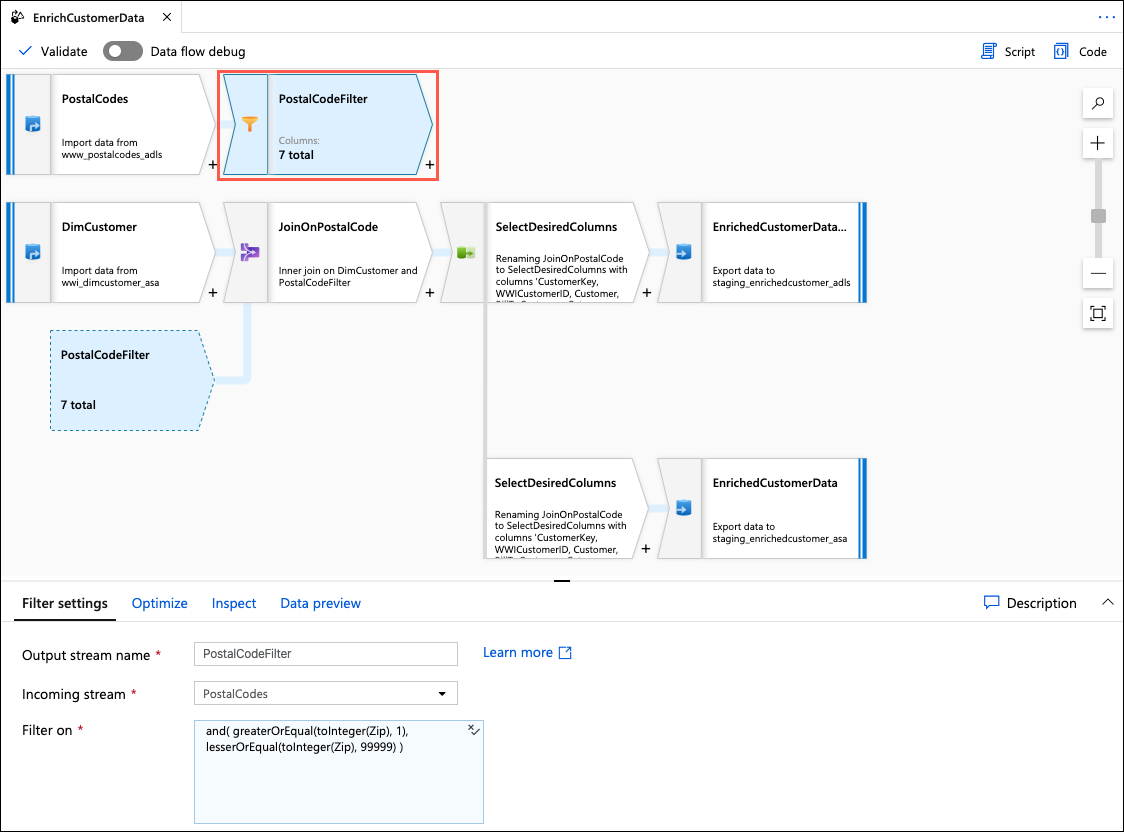 EnrichCustomerData
Validate
Data flow debug
Script
Code
PostalCodes
Import data from
www_postalcodes_adls
+
PostalCodeFilter
Columns:
7 total
+
DimCustomer
Import data from
wwi_dimcustomer_asa
+
JoinOnPostalCode
Inner join on DimCustomer and
PostalCodeFilter
+
SelectDesiredColumns
Renaming JoinOnPostalCode
to SelectDesiredColumns with
columns 'CustomerKey,
WWICustomerID, Customer,
+
EnrichedCustomerData...
Export data to
staging_enrichedcustomer_adls
PostalCodeFilter
7 total
SelectDesiredColumns
Renaming JoinOnPostalCode
to SelectDesiredColumns with
columns 'CustomerKey,
WWICustomerID, Customer,
+
EnrichedCustomerData
Export data to
staging_enrichedcustomer_asa
Filter settings
Optimize
Inspect
Data preview
Description
Output stream name *
PostalCodeFilter
Learn more
Incoming stream *
PostalCodes
Filter on *
and( greaterOrEqual(toInteger(Zip), 1),
lesserOrEqual(toInteger(Zip), 99999) )